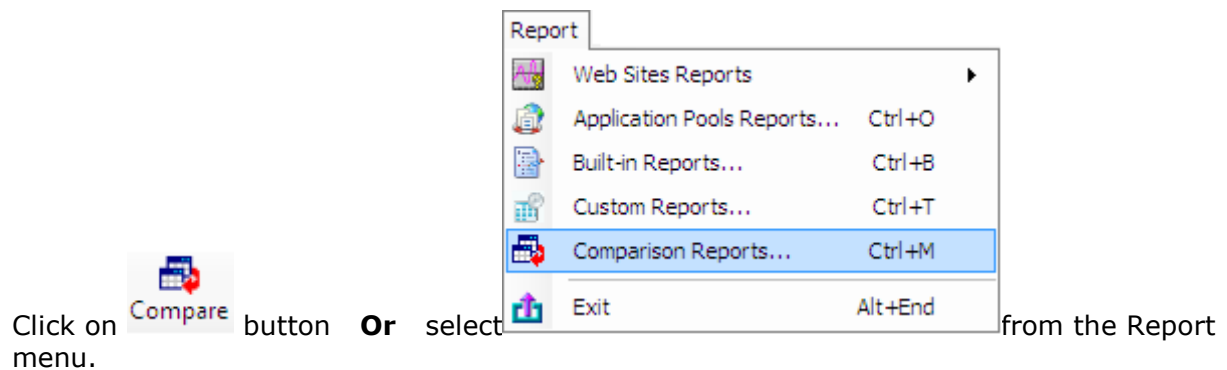 Report
Web Sites Reports
Application Pools Reports... Ctrl+O
Built-in Reports... Ctrl+B
Custom Reports... Ctrl+T
Comparison Reports... Ctrl+M
Exit Alt+End
Click on Compare button Or select from the Report
menu.